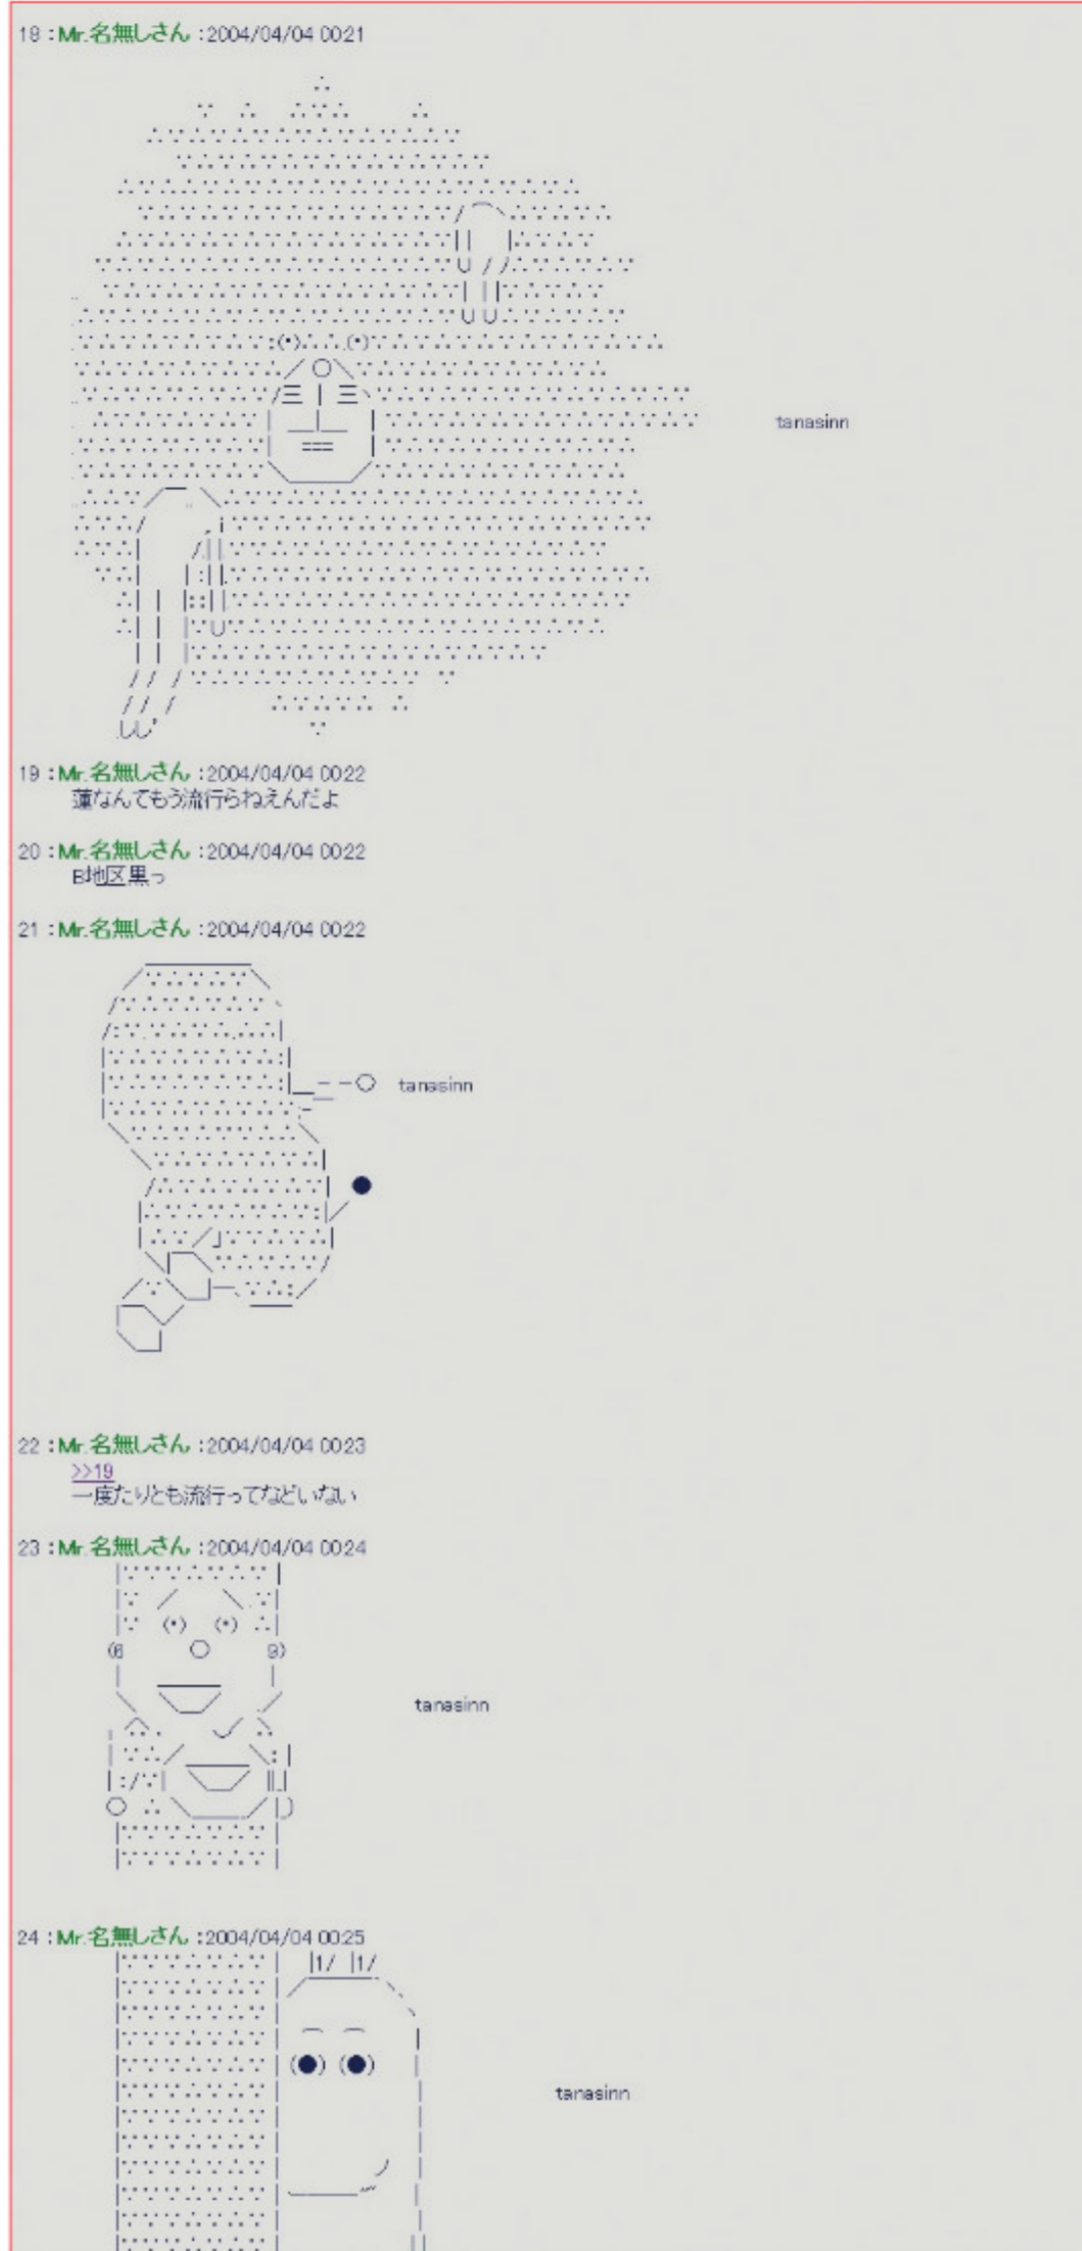 18 :Mr.名無しさん :2004/04/04 00:21
tanasinn
19 :Mr.名無しさん :2004/04/04 00:22
蓮なんてもう流行らねえんだよ
20 :Mr.名無しさん :2004/04/04 00:22
B地区黒っ
21 :Mr.名無しさん :2004/04/04 00:22
tanasinn
22 :Mr.名無しさん :2004/04/04 00:23
>>19
一度たりとも流行ってなどいない
23 :Mr.名無しさん :2004/04/04 00:24
tanasinn
24 :Mr.名無しさん :2004/04/04 00:25
tanasinn